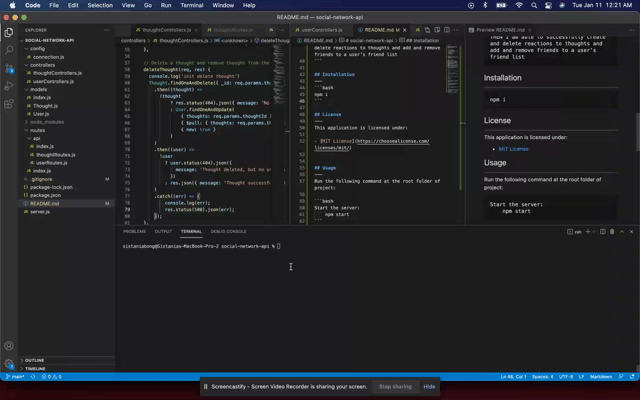 Code File Edit Selection View Go Run Terminal Window Help Tue Jan 11 12:21 AM
README.md — social-network-api
EXPLORER
SOCIAL-NETWORK-API
config
connection.js
controllers
thoughtControllers.js M
userControllers.js M
models
index.js
Thought.js
User.js
node_modules
routes
api
index.js
thoughtRoutes.js
userRoutes.js
index.js
.gitignore
package-lock.json
package.json
README.md M
server.js
OUTLINE
TIMELINE
thoughtControllers.js M
userControllers.js M
README.md M
controllers > thoughtControllers.js > <unknown> > deleteThought
},
// Delete a thought and remove thought from the
deleteThought(req, res) {
console.log('init delete thought')
Thought.findOneAndDelete({ _id: req.params.thou
.then((thought) =>
!thought
? res.status(404).json({ message: "No
: User.findOneAndUpdate(
{ thoughts: req.params.thoughtId
{ $pull: { thoughts: req.params.th
{ new: true }
)
)
.then((user) =>
!user
? user.status(404).json({
message: "Thought deleted, but no us
})
: res.json({ message: "Thought successful
)
.catch((err) => {
console.log(err);
res.status(500).json(err);
});
},
README.md > # social-network-api > ## Installation
delete reactions to thoughts and add and remove
friends to a user's friend list
===
## Installation
===
```bash
npm i
```
## License
===
This application is licensed under:
- [MIT License](https://choosealicense.com/
licenses/mit/)
## Usage
===
Run the following command at the root folder of
project:
```bash
Start the server:
npm start
```
Preview README.md
THEN I am able to successfully create
and delete reactions to thoughts and
add and remove friends to a user's
friend list
Installation
npm i
License
This application is licensed under:
• MIT License
Usage
Run the following command at the root folder of
project:
Start the server:
npm start
PROBLEMS OUTPUT TERMINAL DEBUG CONSOLE
zsh
sistaniabong@Sistanias-MacBook-Pro-2 social-network-api %
Screencastify - Screen Video Recorder is sharing your screen. Stop sharing Hide
main* 0 0 Ln 48, Col 1 Spaces: 4 UTF-8 LF Markdown